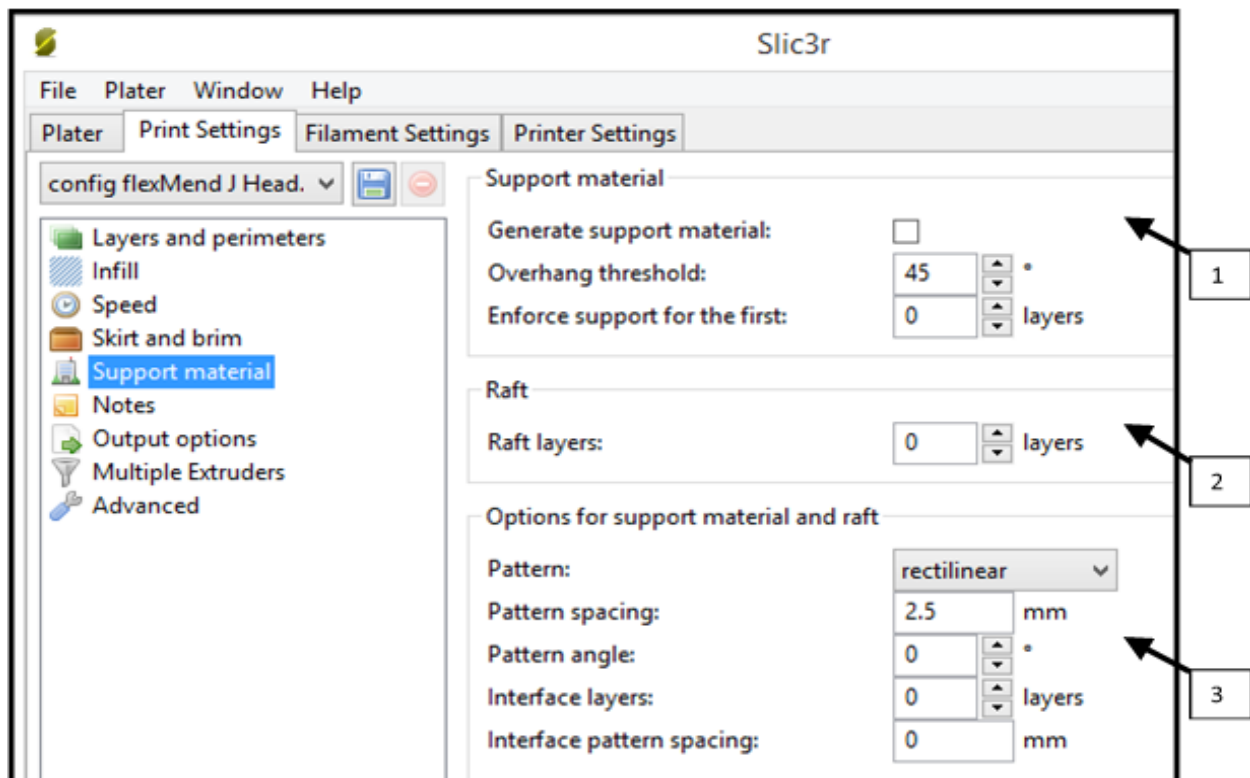 Slic3r
File Plater Window Help
Plater Print Settings Filament Settings Printer Settings
config flexMend J Head.
Layers and perimeters
Infill
Speed
Skirt and brim
Support material
Notes
Output options
Multiple Extruders
Advanced
Support material
Generate support material:
Overhang threshold: 45 °
Enforce support for the first: 0 layers
1
Raft
Raft layers: 0 layers
2
Options for support material and raft
Pattern: rectilinear
Pattern spacing: 2.5 mm
Pattern angle: 0 °
Interface layers: 0 layers
Interface pattern spacing: 0 mm
3